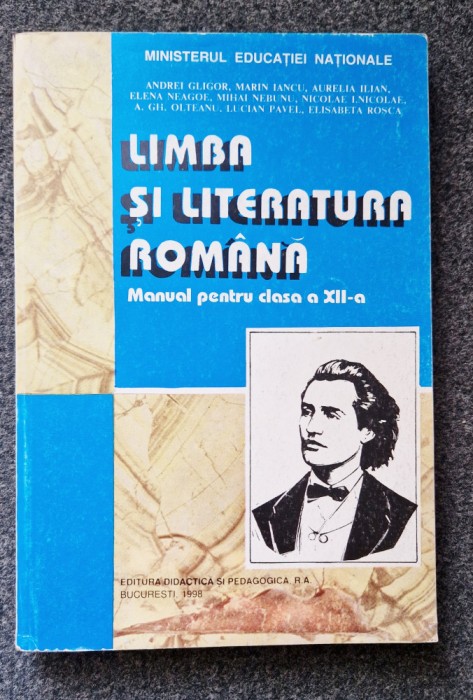 MINISTERUL EDUCAȚIEI NAȚIONALE
ANDREI GLIGOR, MARIN IANCU, AURELIA ILIAN,
ELENA NEAGOE, MIHAI NEBUNU, NICOLAE I.NICOLAE,
A. GH. OLTEANU, LUCIAN PAVEL, ELISABETA ROȘCA
LIMBA
ȘI LITERATURA
ROMÂNĂ
Manual pentru clasa a XII-a
EDITURA DIDACTICĂ ȘI PEDAGOGICĂ, R.A.
BUCUREȘTI, 1998